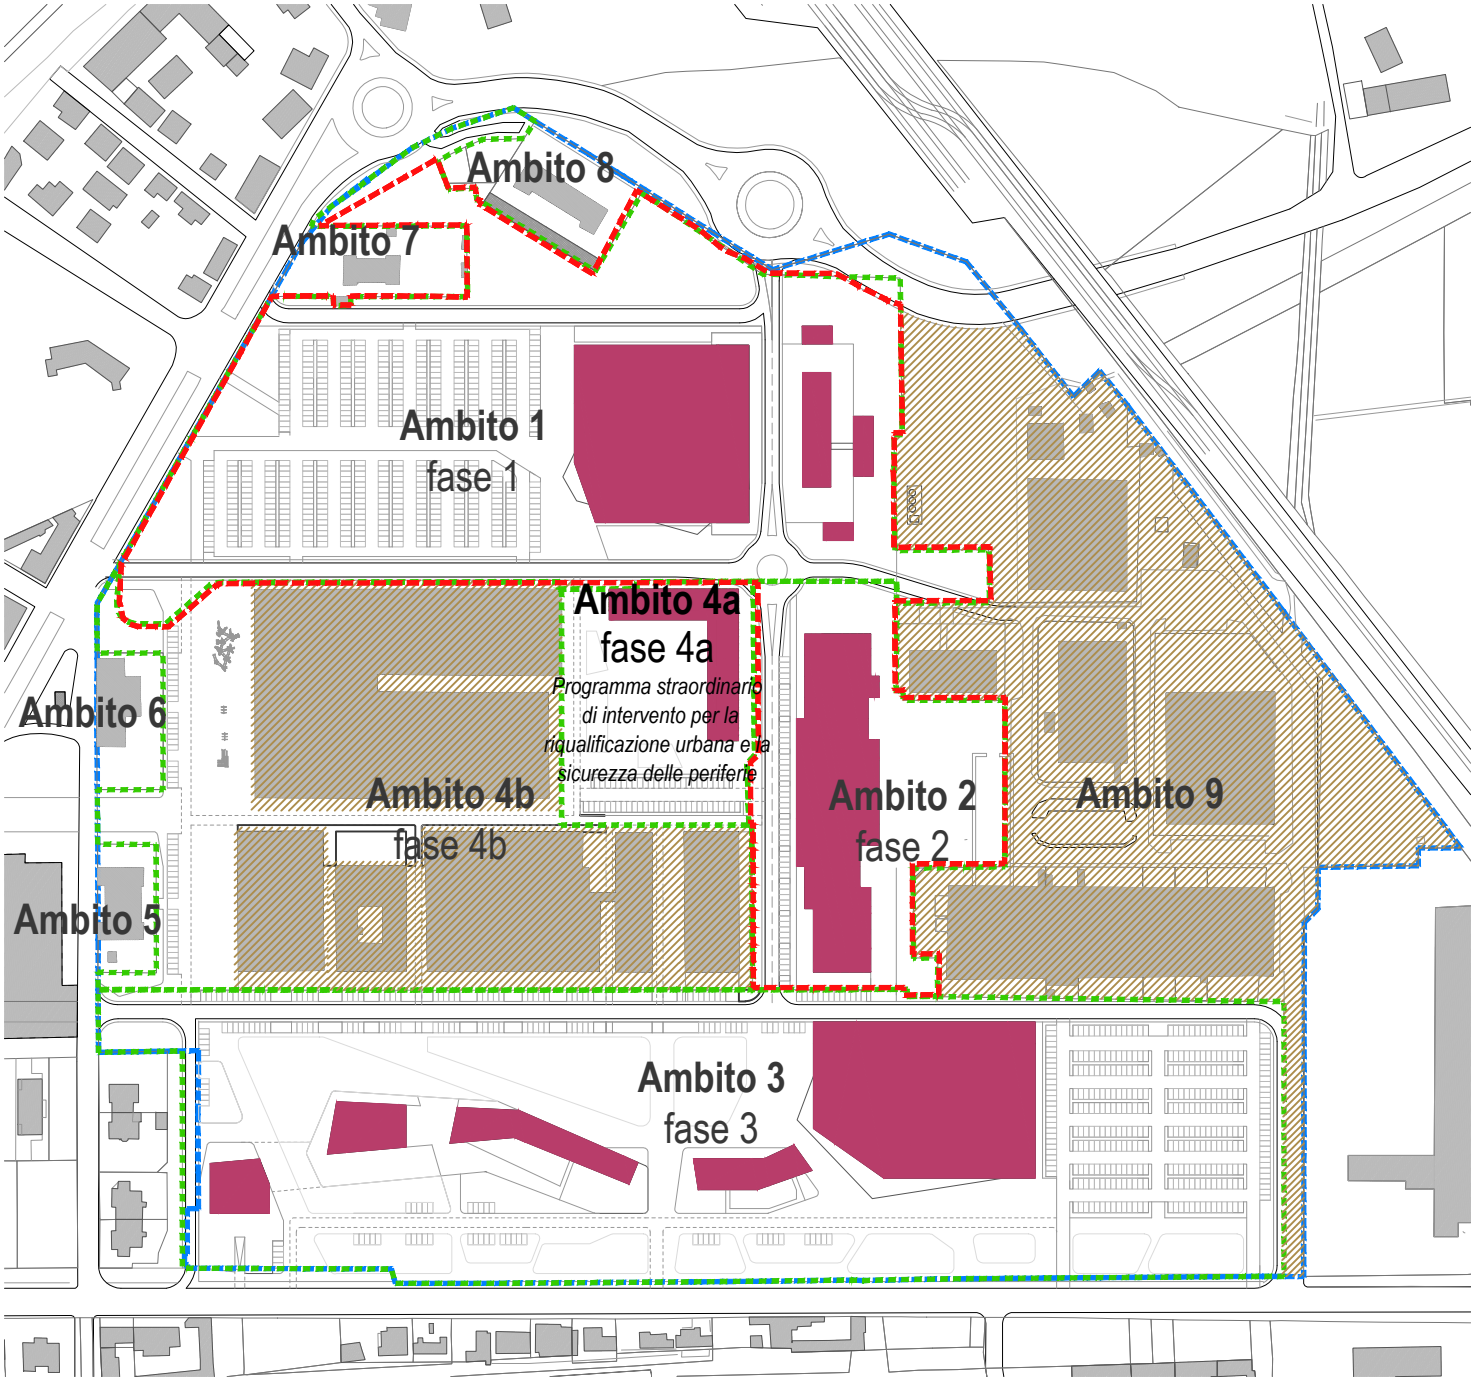 Ambito 8
Ambito 7
Ambito 1
fase 1
Ambito 4a
fase 4a
Programma straordinario
di intervento per la
riqualificazione urbana e la
sicurezza delle periferie
Ambito 6
Ambito 4b
fase 4b
Ambito 2
fase 2
Ambito 9
Ambito 5
Ambito 3
fase 3